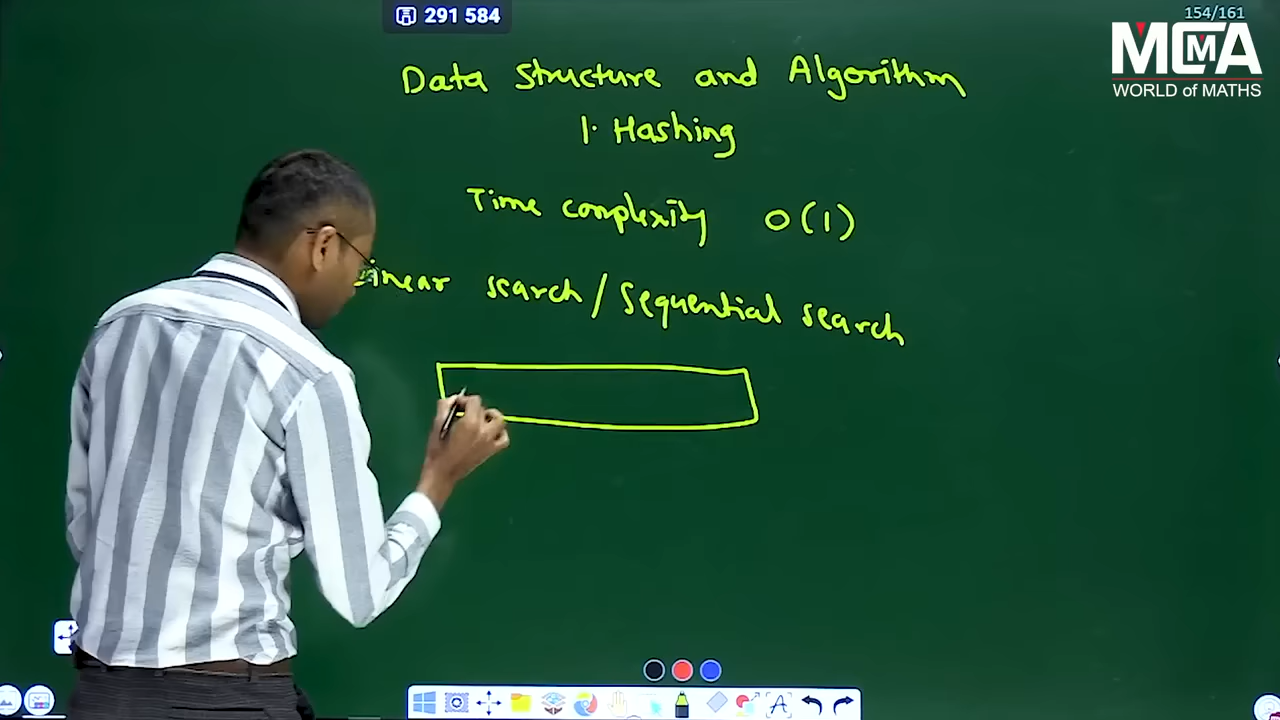 291 584
154/161
MCMA
WORLD of MATHS
Data Structure and Algorithm
1. Hashing
Time complexity O(1)
Linear search / Sequential search